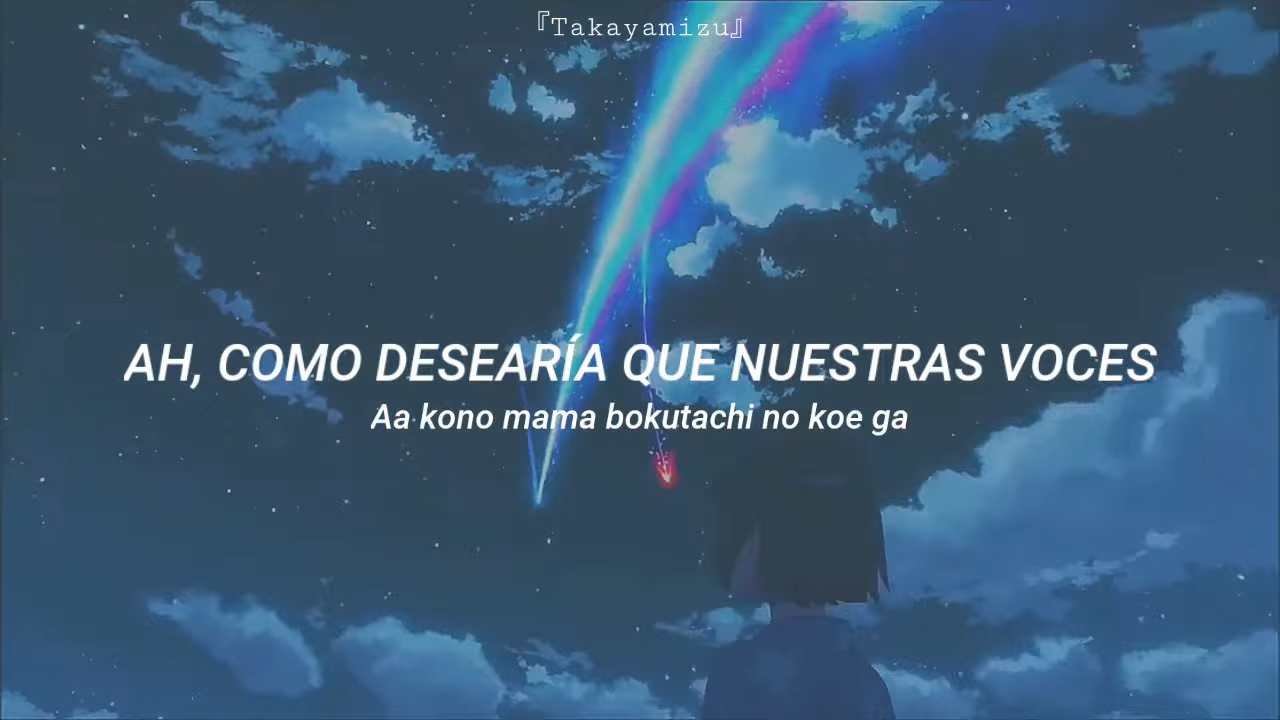 『Takayamizu』
AH, COMO DESEARÍA QUE NUESTRAS VOCES
Aa kono mama bokutachi no koe ga